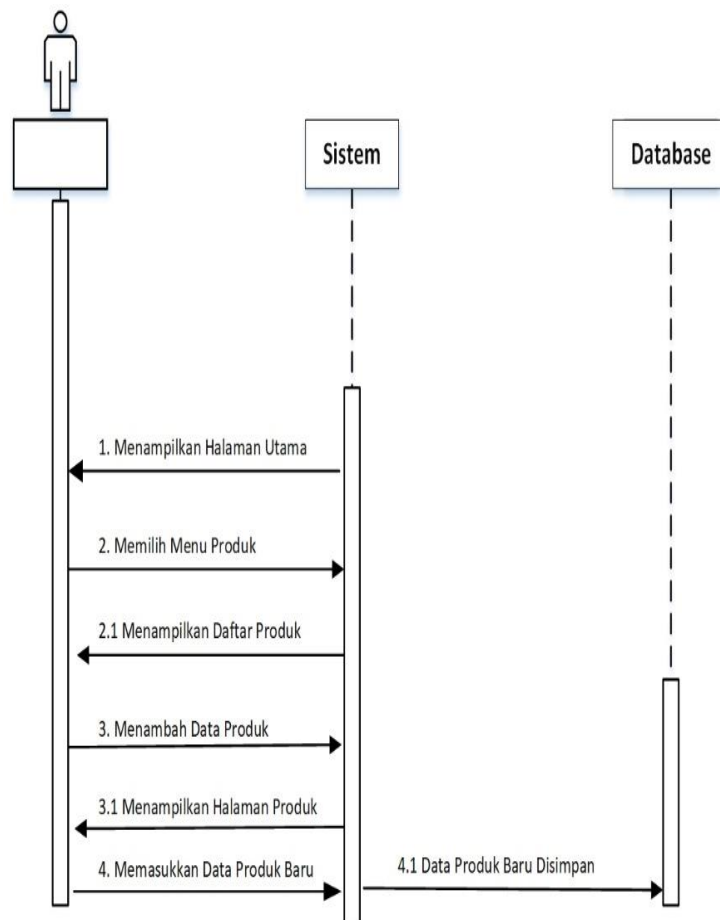 Sistem
Database
1. Menampilkan Halaman Utama
2. Memilih Menu Produk
2.1 Menampilkan Daftar Produk
3. Menambah Data Produk
3.1 Menampilkan Halaman Produk
4. Memasukkan Data Produk Baru
4.1 Data Produk Baru Disimpan